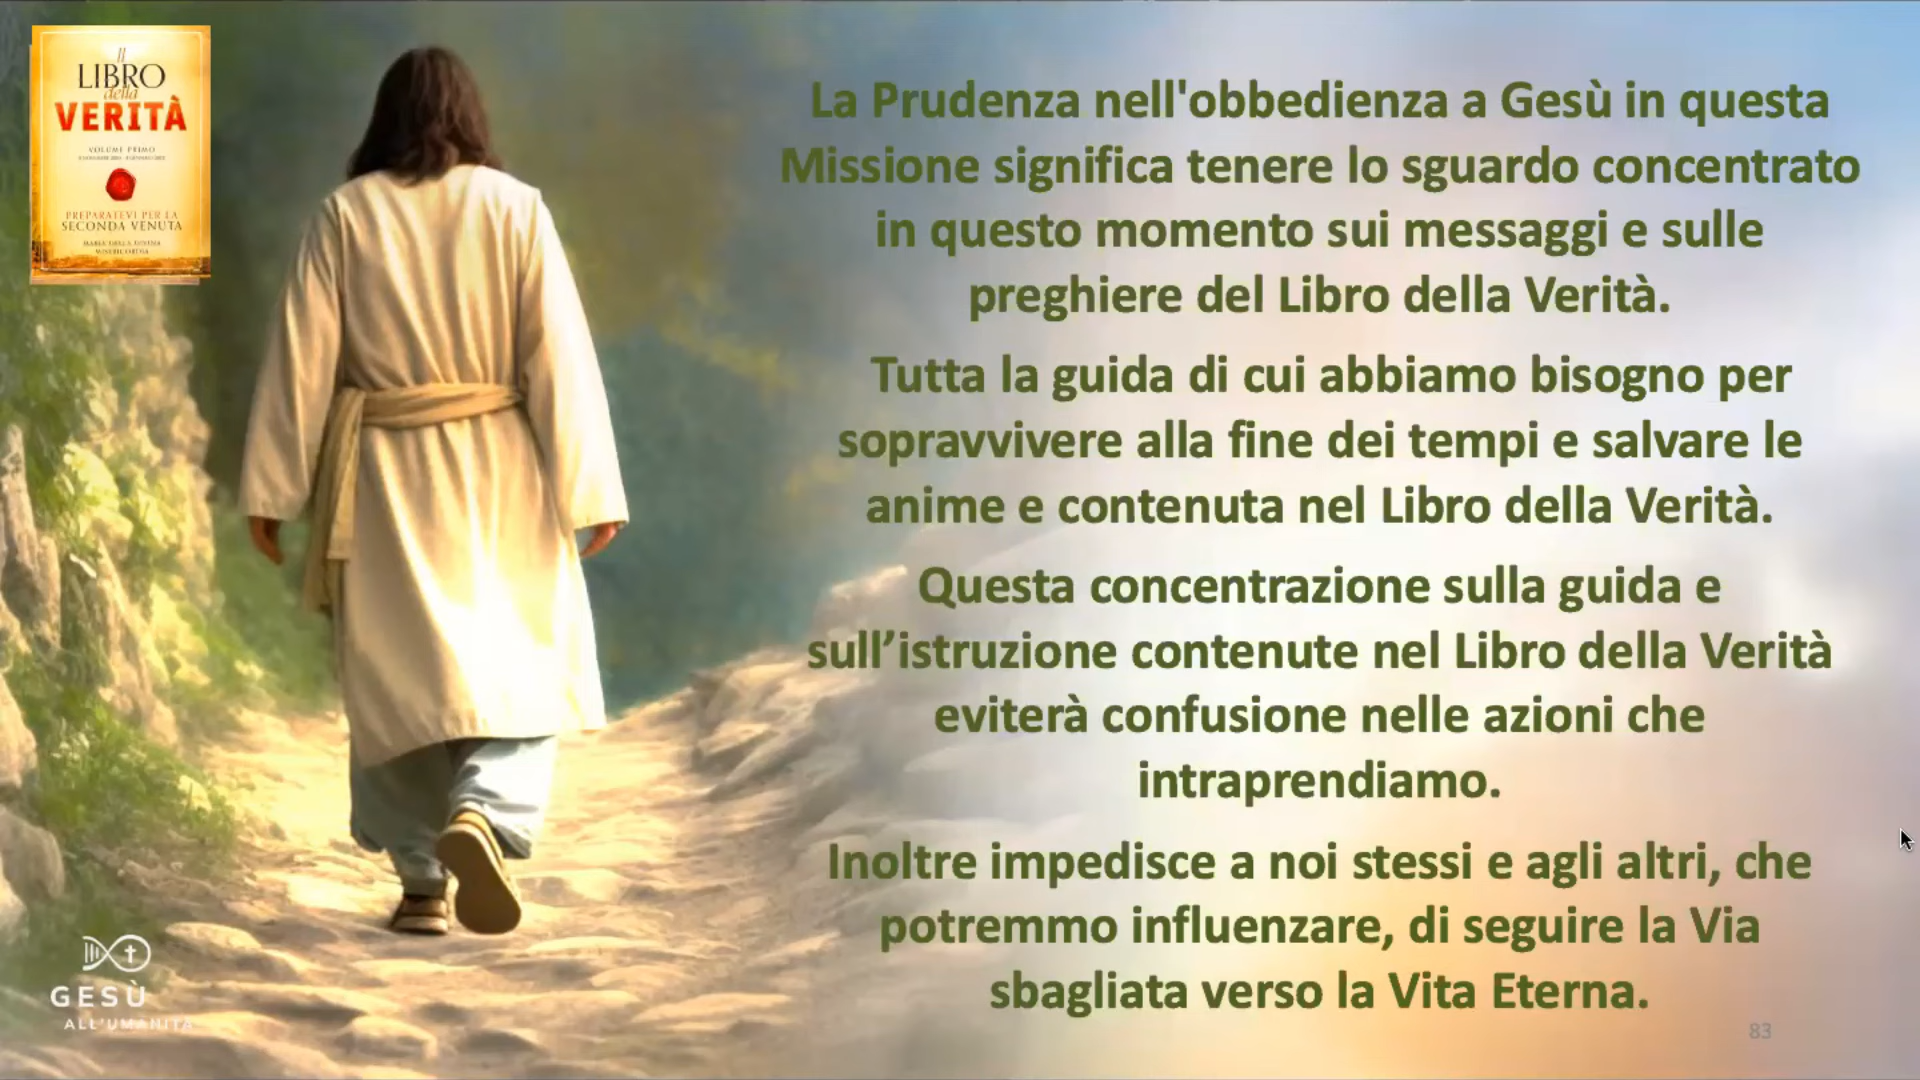 Il
LIBRO
della
VERITÀ
VOLUME PRIMO
PREPARATEVI PER LA
SECONDA VENUTA
MARIA DELLA DIVINA
MISERICORDIA
La Prudenza nell'obbedienza a Gesù in questa
Missione significa tenere lo sguardo concentrato
in questo momento sui messaggi e sulle
preghiere del Libro della Verità.
Tutta la guida di cui abbiamo bisogno per
sopravvivere alla fine dei tempi e salvare le
anime e contenuta nel Libro della Verità.
Questa concentrazione sulla guida e
sull’istruzione contenute nel Libro della Verità
eviterà confusione nelle azioni che
intraprendiamo.
Inoltre impedisce a noi stessi e agli altri, che
potremmo influenzare, di seguire la Via
sbagliata verso la Vita Eterna.
GESÙ
ALL'UMANITÀ
83